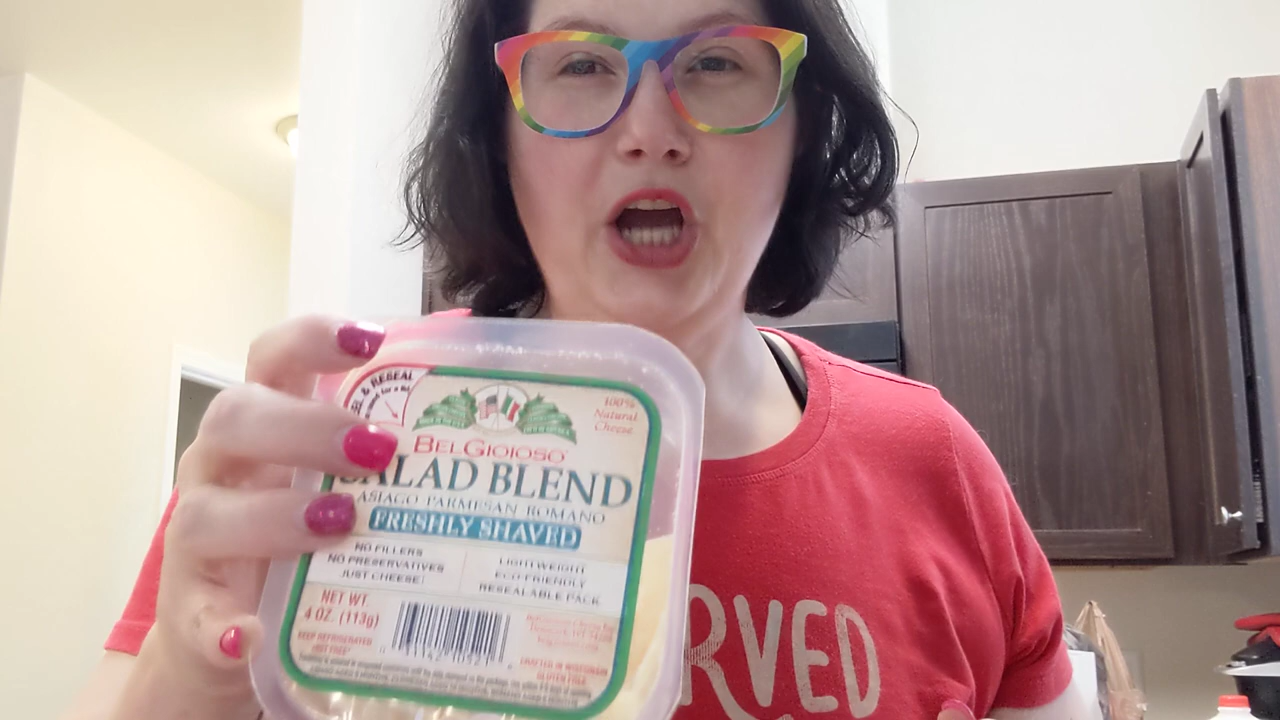 & RESEAL
100%
Natural
Cheese
BELGIOIOSO
SALAD BLEND
ASIAGO PARMESAN ROMANO
FRESHLY SHAVED
NO FILLERS
NO PRESERVATIVES
JUST CHEESE!
LIGHTWEIGHT
ECO-FRIENDLY
RESEALABLE PACK
NET WT.
4 OZ. (113g)
KEEP REFRIGERATED
CRAFTED IN WISCONSIN
GLUTEN FREE
RVED